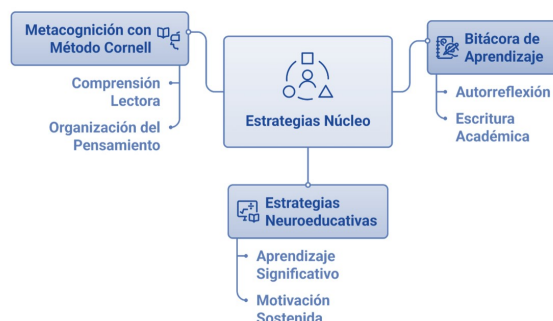 Metacognición con
Método Cornell
Comprensión
Lectora
Organización del
Pensamiento
Estrategias Núcleo
Bitácora de
Aprendizaje
Autorreflexión
Escritura
Académica
Estrategias
Neuroeducativas
Aprendizaje
Significativo
Motivación
Sostenida